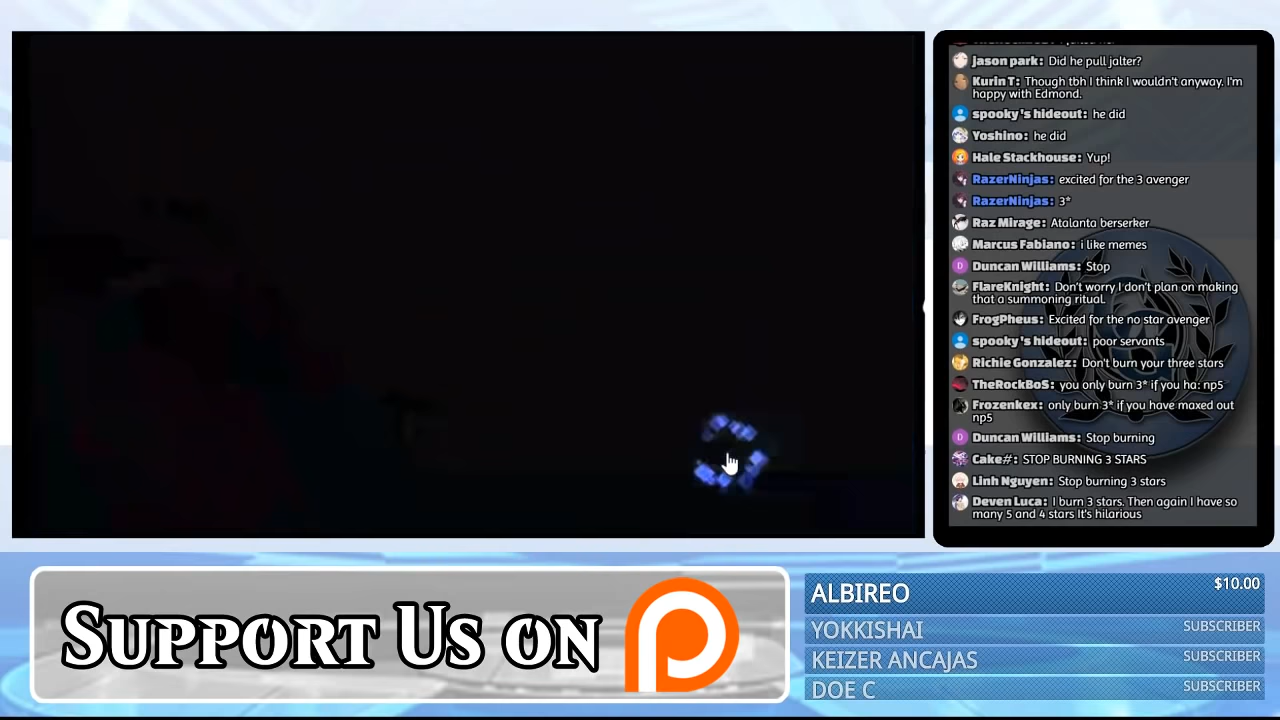 jason park: Did he pull jalter?
Kurin T: Though tbh I think I wouldn't anyway. I'm
happy with Edmond.
spooky's hideout: he did
Yoshino: he did
Hale Stackhouse: Yup!
RazerNinjas: excited for the 3 avenger
RazerNinjas: 3*
Raz Mirage: Atalanta berserker
Marcus Fabiano: i like memes
D Duncan Williams: Stop
FlareKnight: Don't worry I don't plan on making
that a summoning ritual.
FrogPheus: Excited for the no star avenger
spooky's hideout: poor servants
Richie Gonzalez: Don't burn your three stars
TheRockBoS: you only burn 3* if you ha: np5
Frozenkex: only burn 3* if you have maxed out
np5
D Duncan Williams: Stop burning
Cake#: STOP BURNING 3 STARS
Linh Nguyen: Stop burning 3 stars
Deven Luca: I burn 3 stars. Then again I have so
many 5 and 4 stars It's hilarious
SUPPORT US ON
ALBIREO $10.00
YOKKISHAI SUBSCRIBER
KEIZER ANCAJAS SUBSCRIBER
DOE C SUBSCRIBER